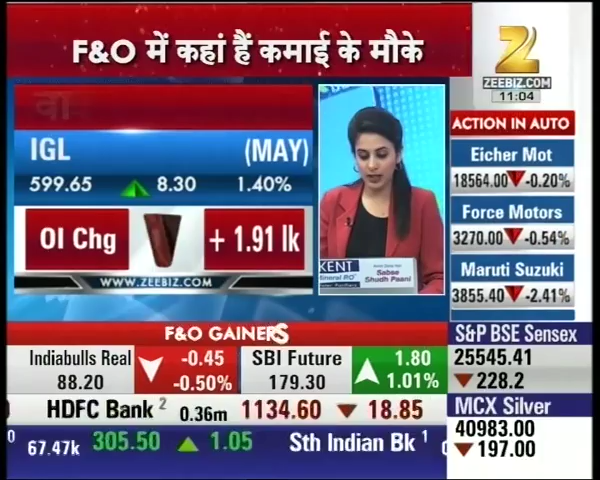 F&O में कहां हैं कमाई के मौके
ZEEBIZ.COM
11:04
IGL (MAY)
599.65 8.30 1.40%
OI Chg + 1.91 lk
WWW.ZEEBIZ.COM
KENT
Mineral RO
Sabse
Shudh Paani
ACTION IN AUTO
Eicher Mot
18564.00 -0.20%
Force Motors
3270.00 -0.54%
Maruti Suzuki
3855.40 -2.41%
F&O GAINERS
Indiabulls Real -0.45 SBI Future 1.80
88.20 -0.50% 179.30 1.01%
S&P BSE Sensex
25545.41
228.2
HDFC Bank 2 0.36m 1134.60 18.85
MCX Silver
40983.00
197.00
67.47k 305.50 1.05 Sth Indian Bk 1